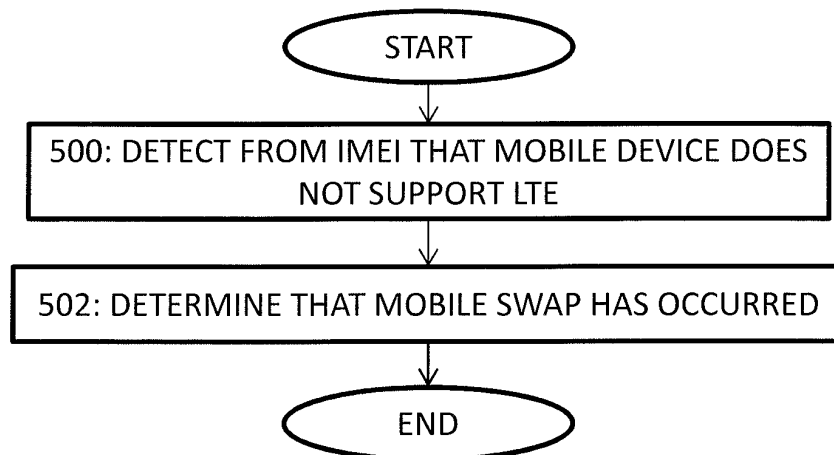 START
500: DETECT FROM IMEI THAT MOBILE DEVICE DOES
NOT SUPPORT LTE
502: DETERMINE THAT MOBILE SWAP HAS OCCURRED
END